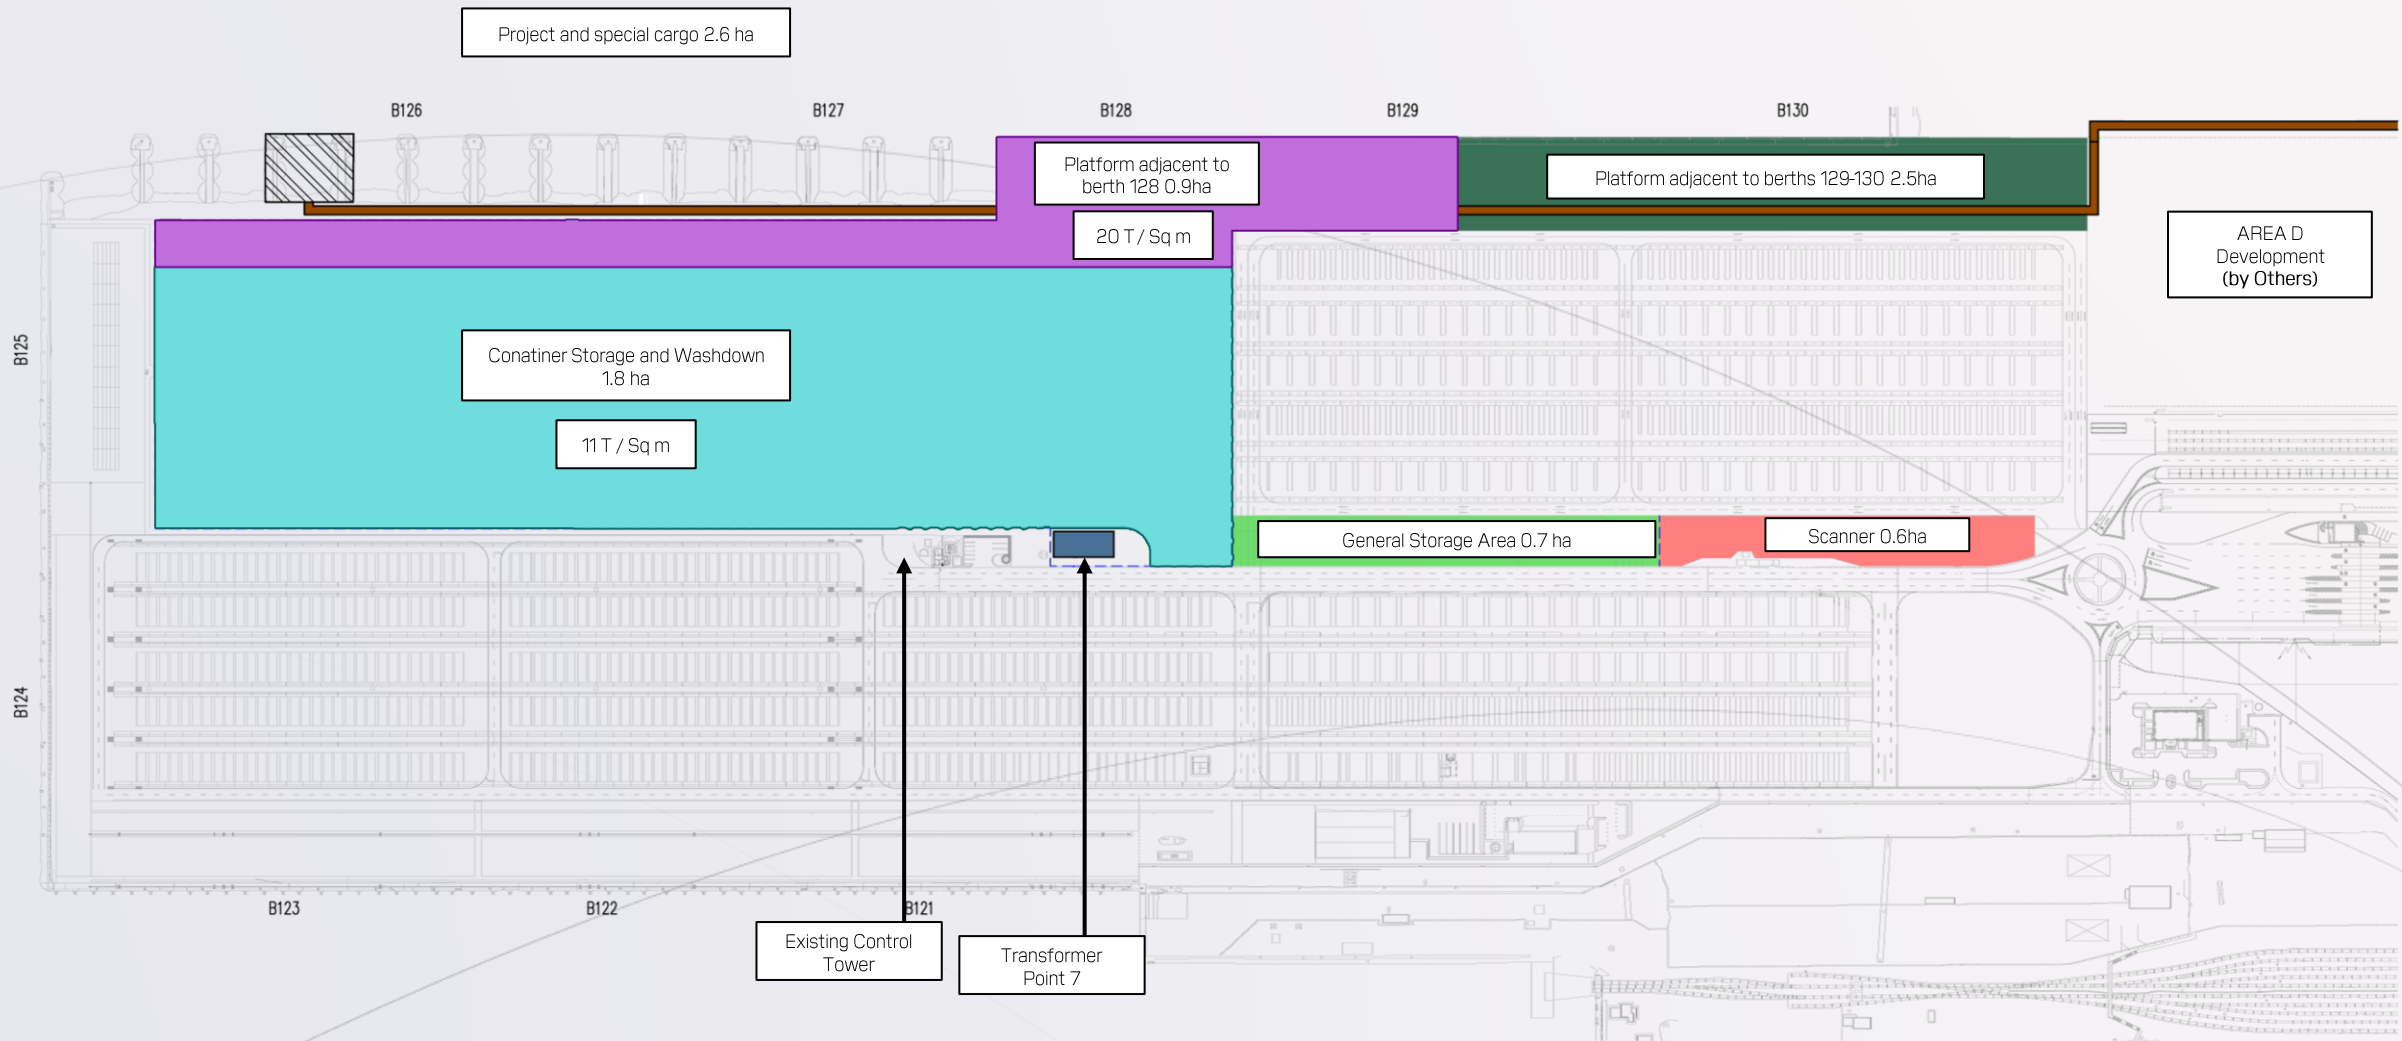 Project and special cargo 2.6 ha
B126
B127
B128
B129
B130
Platform adjacent to
berth 128 0.9ha
Platform adjacent to berths 129-130 2.5ha
20 T / Sq m
AREA D
Development
(by Others)
B125
Conatiner Storage and Washdown
1.8 ha
11 T / Sq m
General Storage Area 0.7 ha
Scanner 0.6ha
B124
B123
B122
B121
Existing Control
Tower
Transformer
Point 7